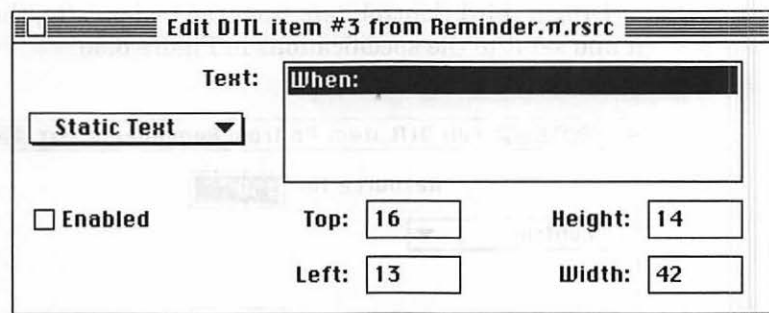 Edit DITL item #3 from Reminder.π.rsrc
Text:
When:
Static Text
Enabled
Top: 16
Height: 14
Left: 13
Width: 42